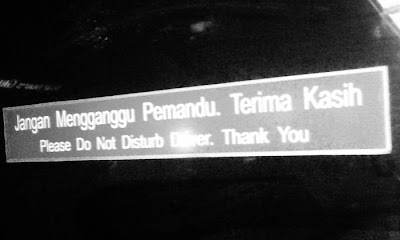 Jangan Mengganggu Pemandu. Terima Kasih
Please Do Not Disturb Driver. Thank You